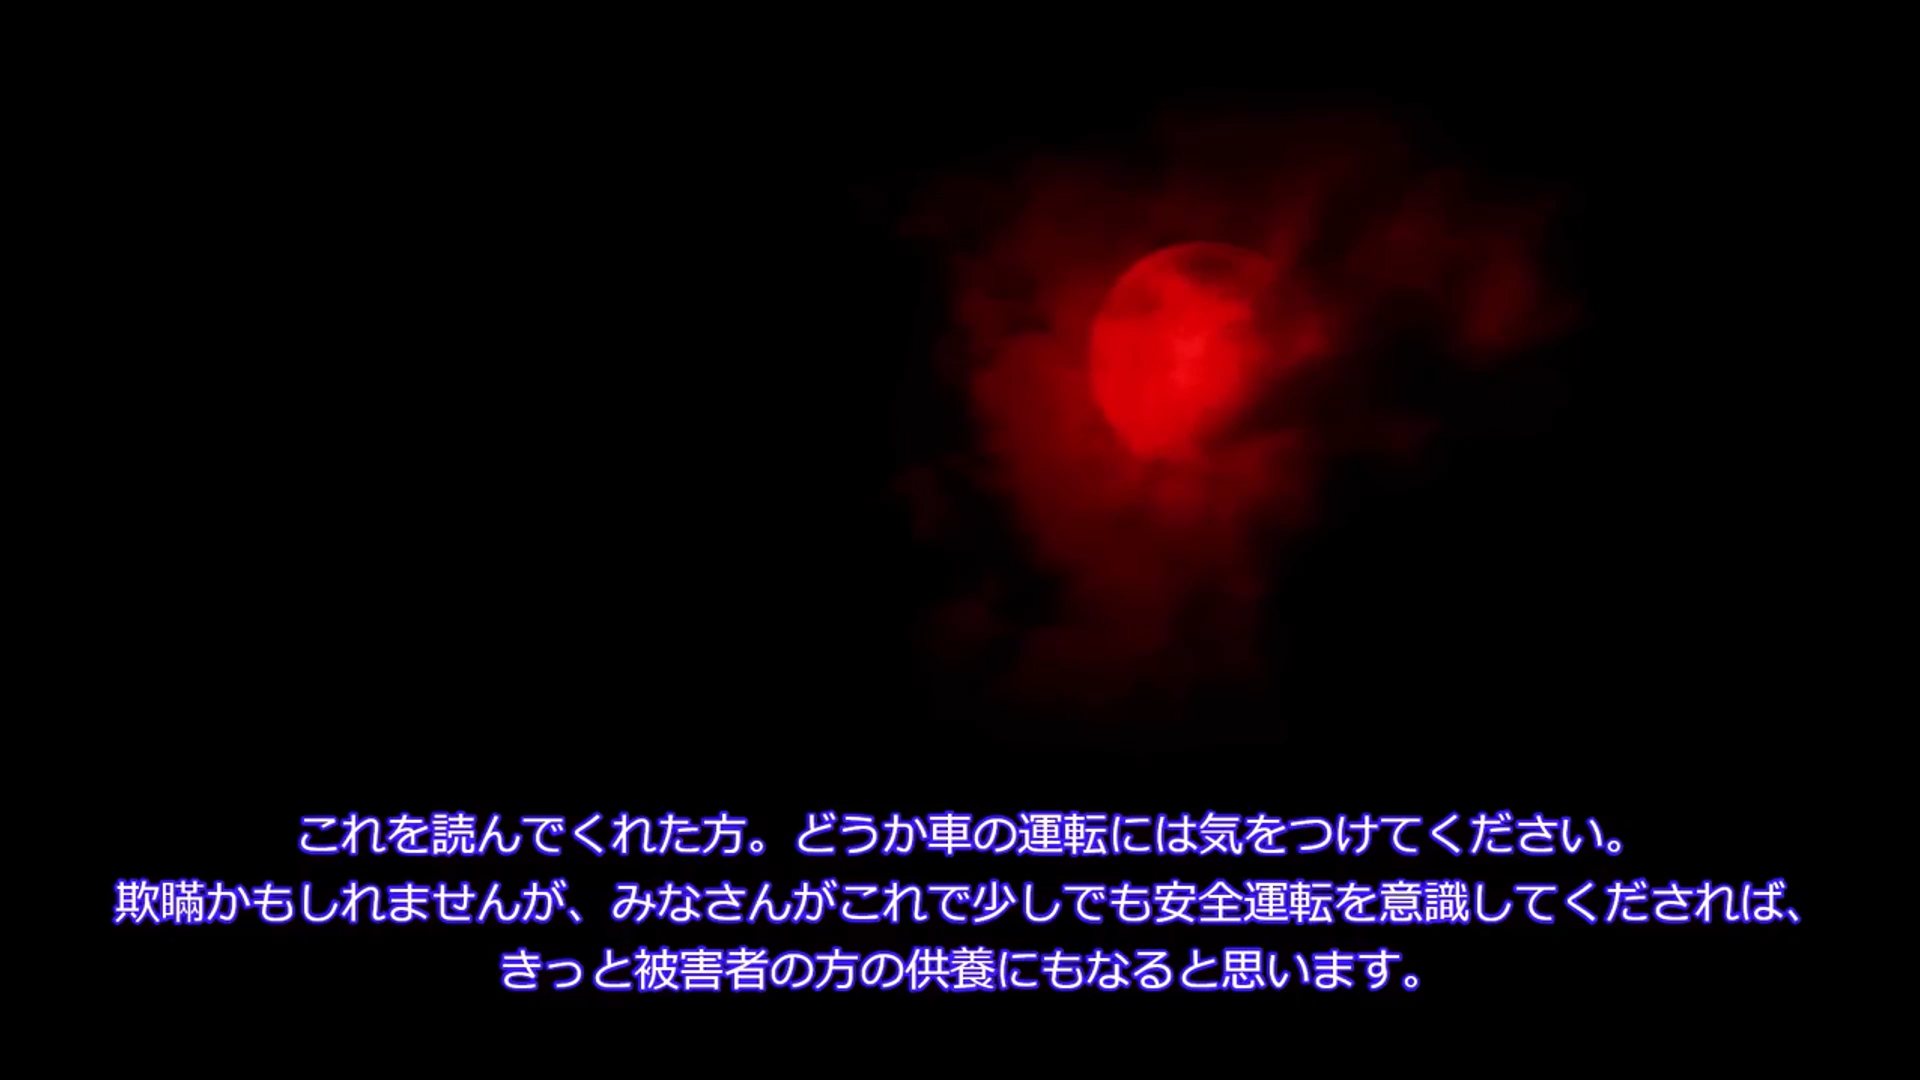 これを読んでくれた方。どうか車の運転には気をつけてください。
欺瞞かもしれませんが、みなさんがこれで少しでも安全運転を意識してくだされば、
きっと被害者の方の供養にもなると思います。